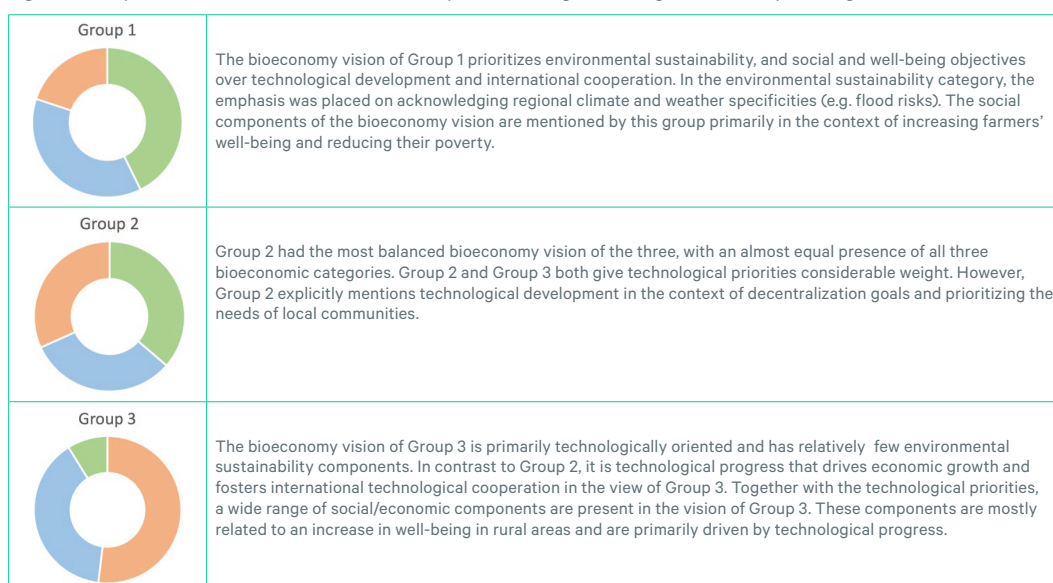 Group 1
The bioeconomy vision of Group 1 prioritizes environmental sustainability, and social and well-being objectives
over technological development and international cooperation. In the environmental sustainability category, the
emphasis was placed on acknowledging regional climate and weather specificities (e.g. flood risks). The social
components of the bioeconomy vision are mentioned by this group primarily in the context of increasing farmers’
well-being and reducing their poverty.
Group 2
Group 2 had the most balanced bioeconomy vision of the three, with an almost equal presence of all three
bioeconomic categories. Group 2 and Group 3 both give technological priorities considerable weight. However,
Group 2 explicitly mentions technological development in the context of decentralization goals and prioritizing the
needs of local communities.
Group 3
The bioeconomy vision of Group 3 is primarily technologically oriented and has relatively few environmental
sustainability components. In contrast to Group 2, it is technological progress that drives economic growth and
fosters international technological cooperation in the view of Group 3. Together with the technological priorities,
a wide range of social/economic components are present in the vision of Group 3. These components are mostly
related to an increase in well-being in rural areas and are primarily driven by technological progress.